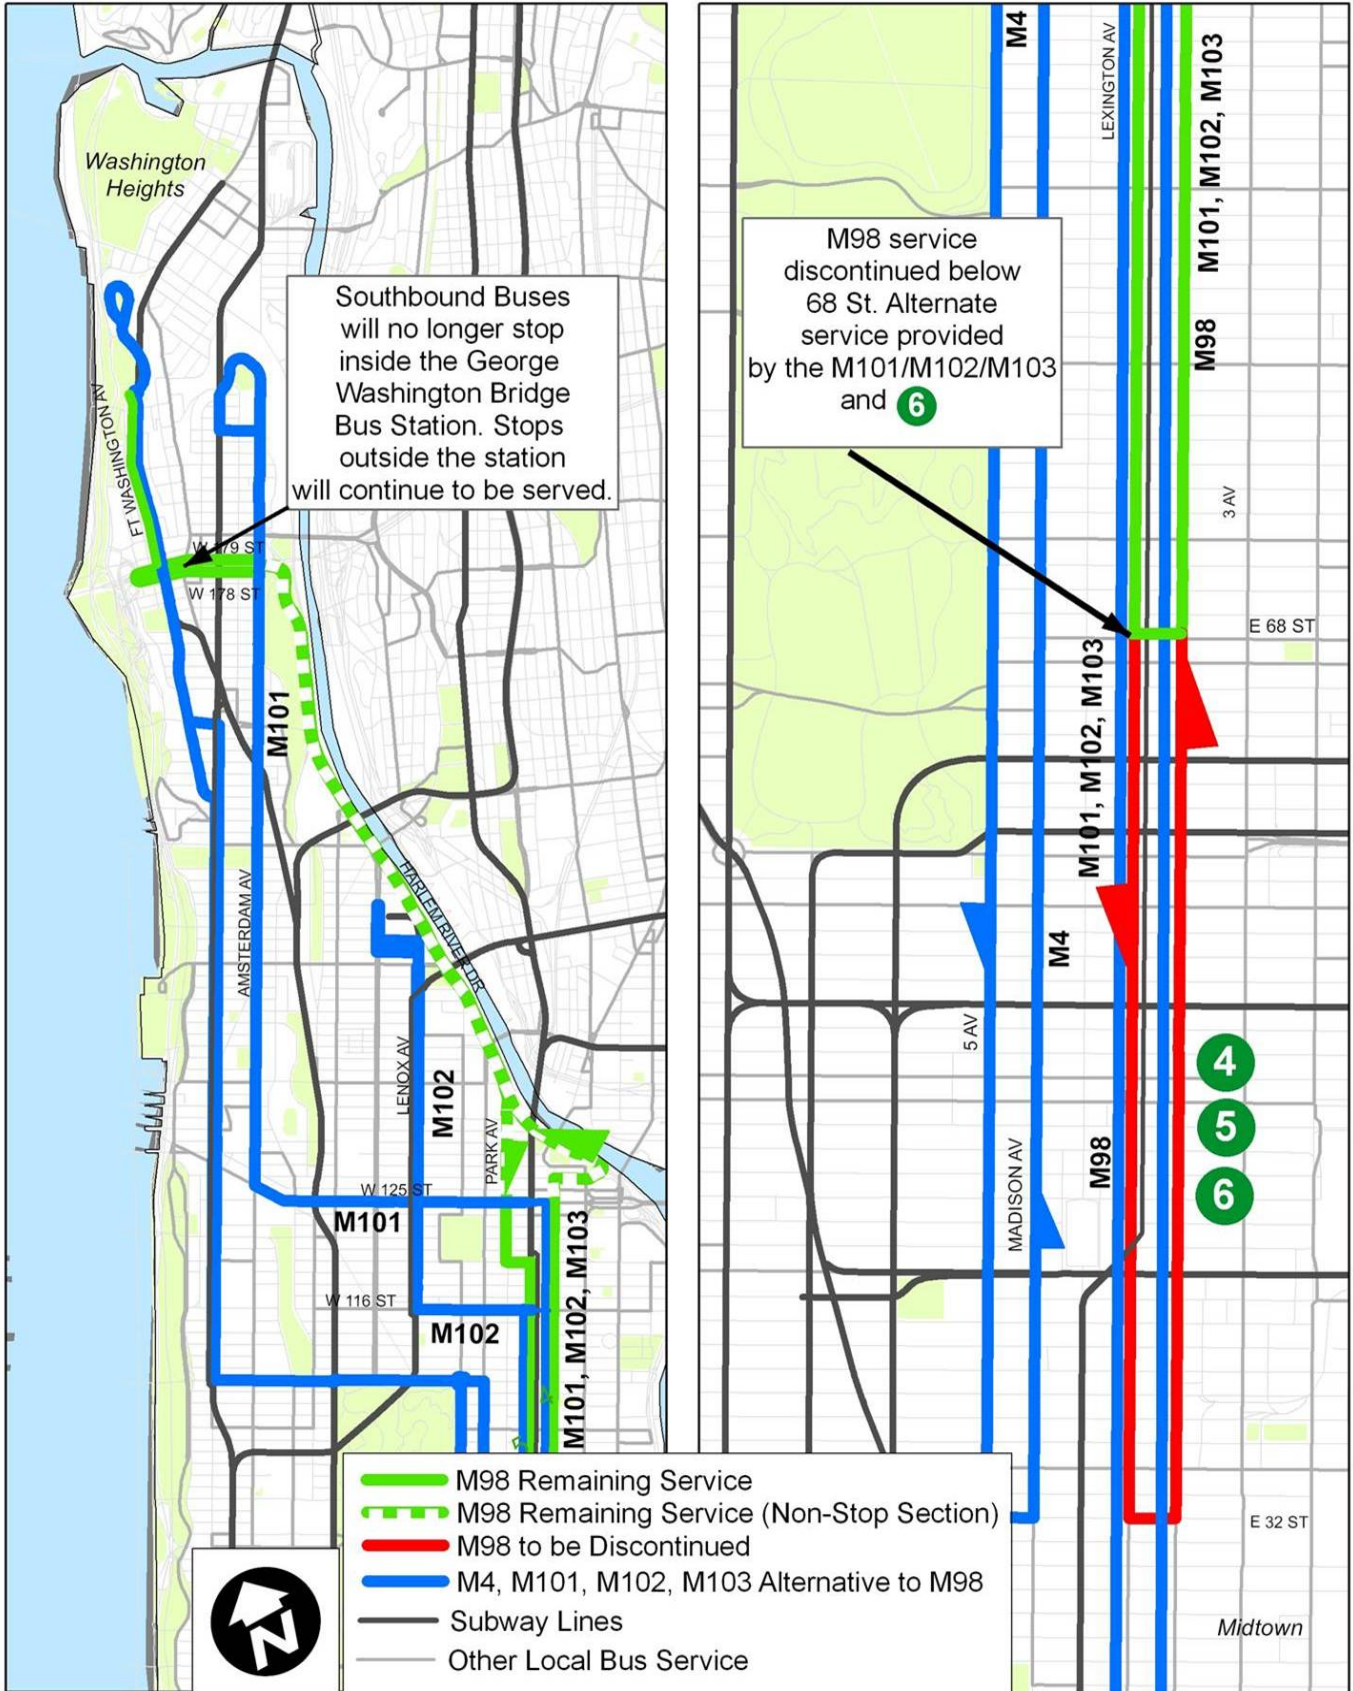 Washington
Heights
Southbound Buses
will no longer stop
inside the George
Washington Bridge
Bus Station. Stops
outside the station
will continue to be served.
FT WASHINGTON AV
W 179 ST
W 178 ST
M101
HARLEM RIVER DR
AMSTERDAM AV
LENOX AV
M102
PARK AV
W 125 ST
M101
M101, M102, M103
W 116 ST
M102
M4
LEXINGTON AV
M101, M102, M103
M98 service
discontinued below
68 St. Alternate
service provided
by the M101/M102/M103
and 6
M98
3 AV
E 68 ST
M101, M102, M103
M4
5 AV
4
5
6
MADISON AV
M98
E 32 ST
Midtown
M98 Remaining Service
M98 Remaining Service (Non-Stop Section)
M98 to be Discontinued
M4, M101, M102, M103 Alternative to M98
Subway Lines
Other Local Bus Service
N